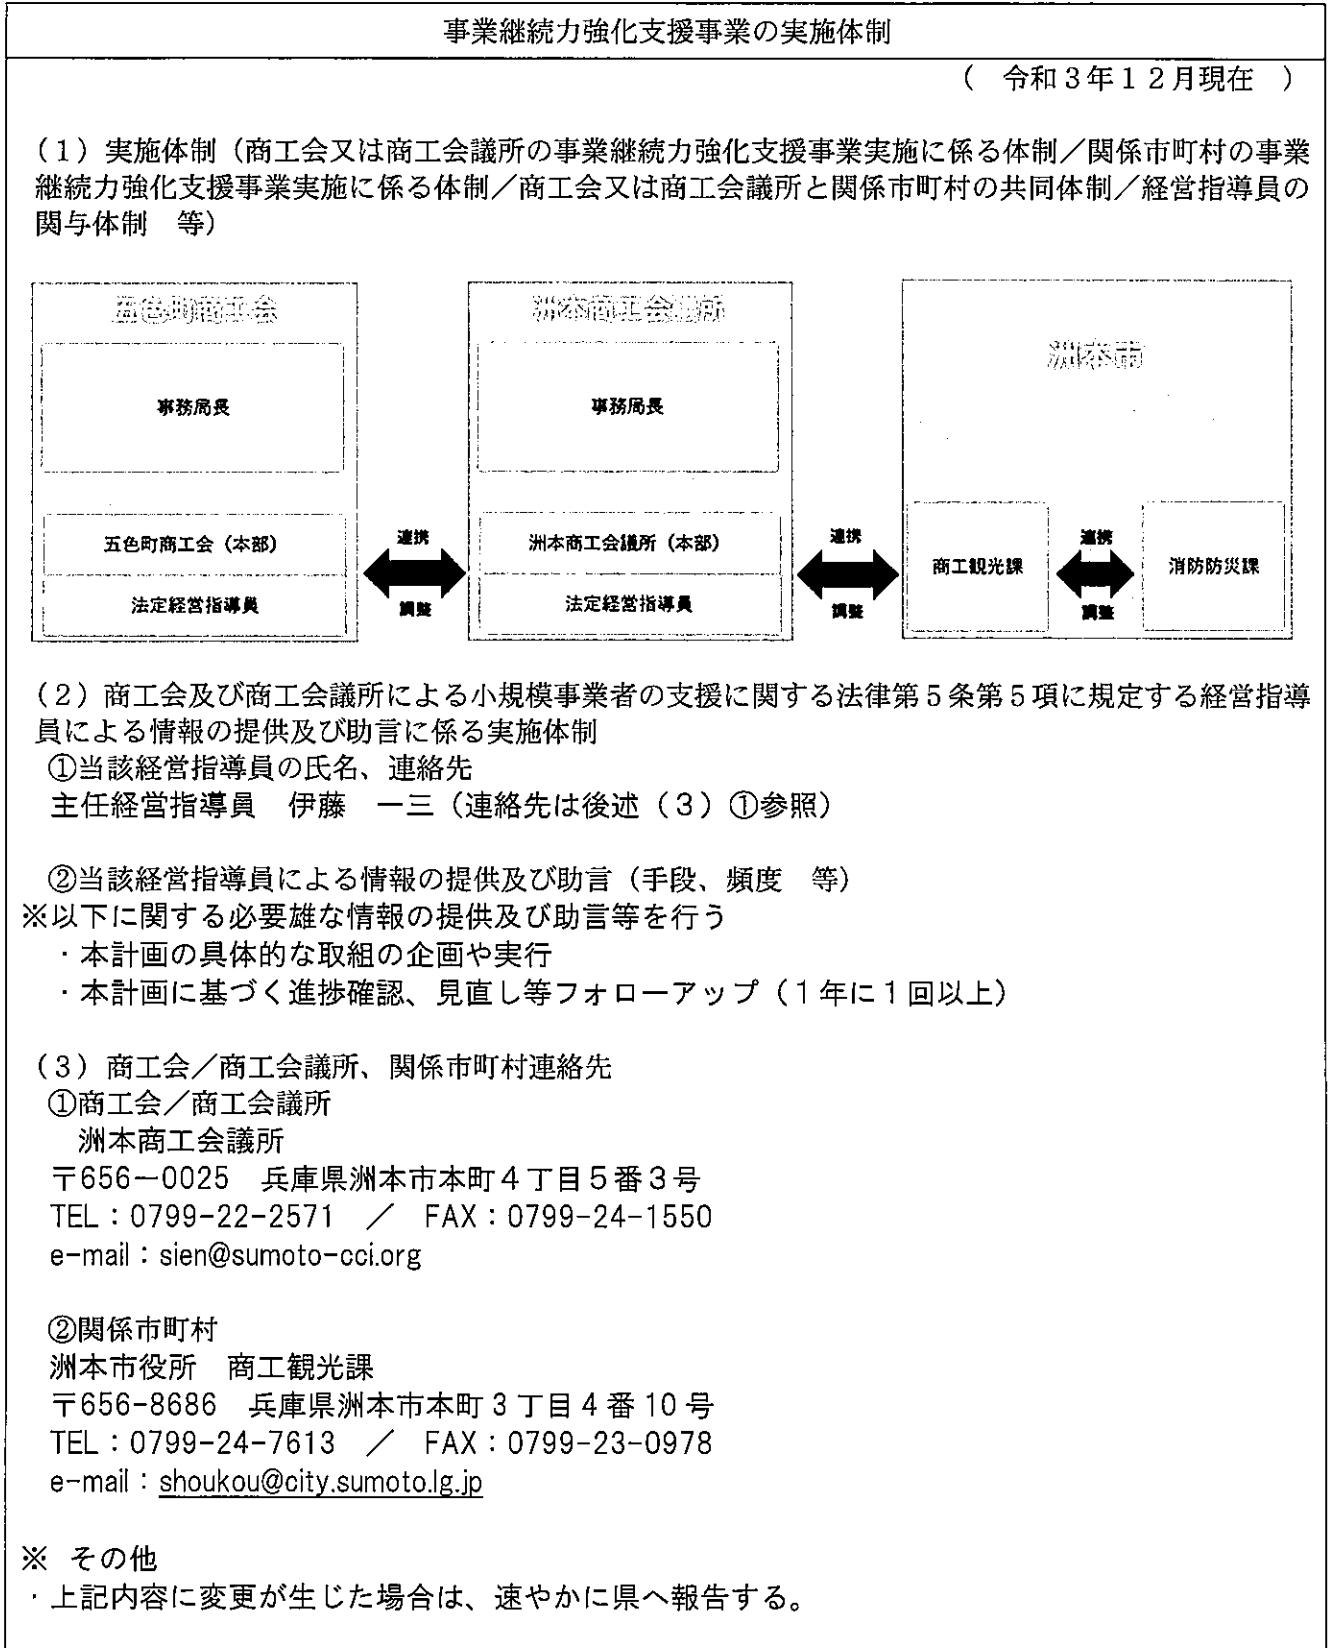 事業継続力強化支援事業の実施体制
（　令和３年１２月現在　）
（１）実施体制（商工会又は商工会議所の事業継続力強化支援事業実施に係る体制／関係市町村の事業
継続力強化支援事業実施に係る体制／商工会又は商工会議所と関係市町村の共同体制／経営指導員の
関与体制　等）
五色町商工会
事務局長
五色町商工会（本部）
法定経営指導員
連携
調整
洲本商工会議所
事務局長
洲本商工会議所（本部）
法定経営指導員
連携
調整
洲本市
商工観光課
連携
調整
消防防災課
（２）商工会及び商工会議所による小規模事業者の支援に関する法律第５条第５項に規定する経営指導
員による情報の提供及び助言に係る実施体制
①当該経営指導員の氏名、連絡先
主任経営指導員　伊藤　一三（連絡先は後述（３）①参照）
②当該経営指導員による情報の提供及び助言（手段、頻度　等）
※以下に関する必要雄な情報の提供及び助言等を行う
・本計画の具体的な取組の企画や実行
・本計画に基づく進捗確認、見直し等フォローアップ（１年に１回以上）
（３）商工会／商工会議所、関係市町村連絡先
①商工会／商工会議所
洲本商工会議所
〒656－0025　兵庫県洲本市本町４丁目５番３号
TEL：0799-22-2571　／　FAX：0799-24-1550
e-mail：sien@sumoto-cci.org
②関係市町村
洲本市役所　商工観光課
〒656-8686　兵庫県洲本市本町３丁目４番10号
TEL：0799-24-7613　／　FAX：0799-23-0978
e-mail：shoukou@city.sumoto.lg.jp
※　その他
・上記内容に変更が生じた場合は、速やかに県へ報告する。